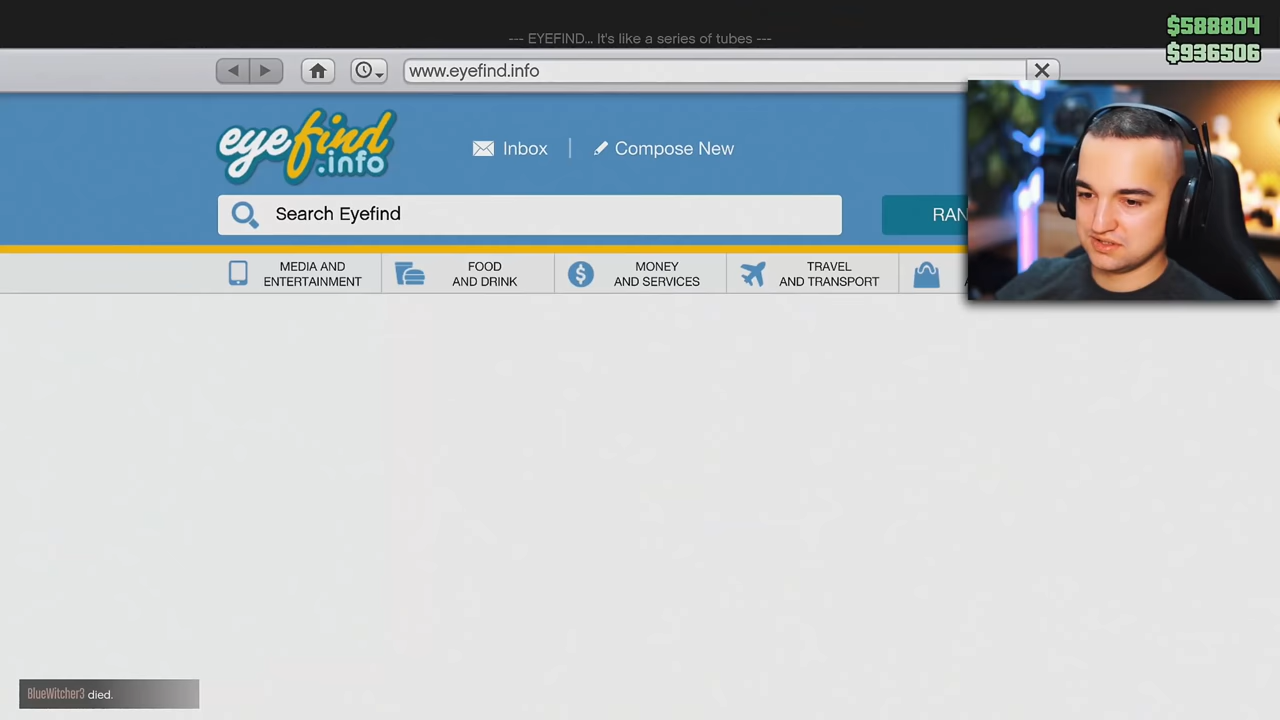 --- EYEFIND... It's like a series of tubes ---
$588804
$936506
www.eyefind.info
eyefind
.info
Inbox
Compose New
Search Eyefind
RAN
MEDIA AND
ENTERTAINMENT
FOOD
AND DRINK
MONEY
AND SERVICES
TRAVEL
AND TRANSPORT
BlueWitcher3 died.